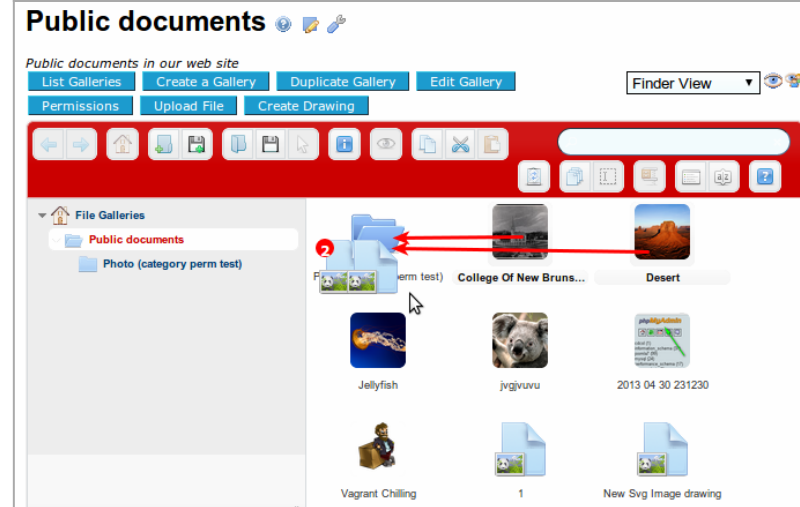 Public documents
Public documents in our web site
List Galleries Create a Gallery Duplicate Gallery Edit Gallery
Finder View
Permissions Upload File Create Drawing
File Galleries
Public documents
Photo (category perm test)
2
P erm test)
College Of New Bruns...
Desert
Jellyfish
jvgjvuvu
2013 04 30 231230
Vagrant Chilling
1
New Svg Image drawing